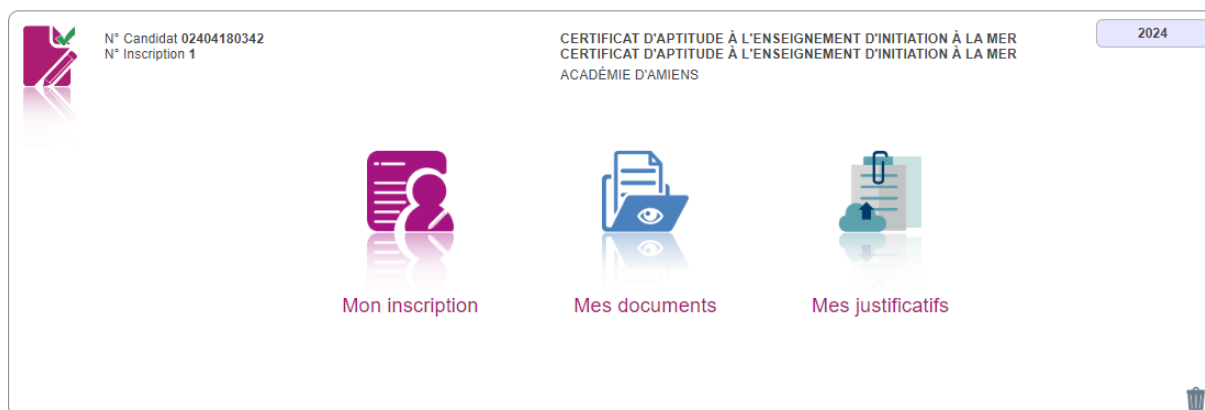 N° Candidat 02404180342
N° Inscription 1
CERTIFICAT D'APTITUDE À L'ENSEIGNEMENT D'INITIATION À LA MER
CERTIFICAT D'APTITUDE À L'ENSEIGNEMENT D'INITIATION À LA MER
ACADÉMIE D'AMIENS
2024
Mon inscription
Mes documents
Mes justificatifs